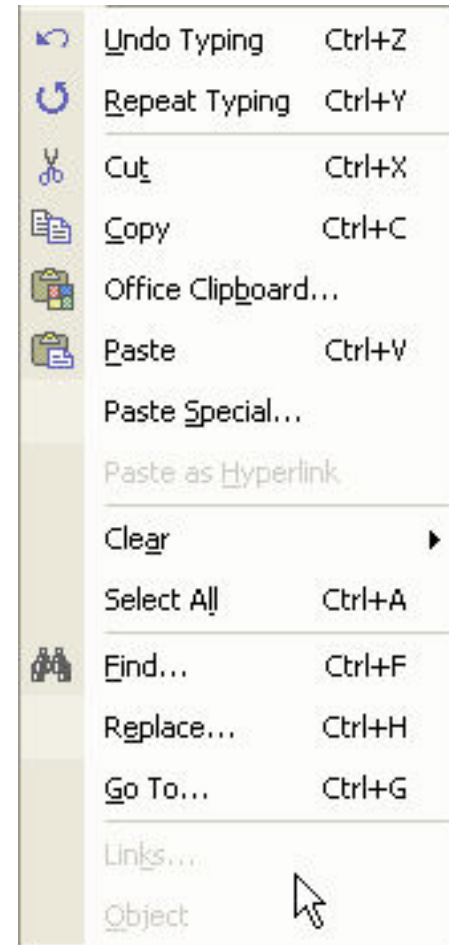 Undo Typing Ctrl+Z
Repeat Typing Ctrl+Y
Cut Ctrl+X
Copy Ctrl+C
Office Clipboard...
Paste Ctrl+V
Paste Special...
Paste as Hyperlink
Clear
Select All Ctrl+A
Find... Ctrl+F
Replace... Ctrl+H
Go To... Ctrl+G
Links...
Object